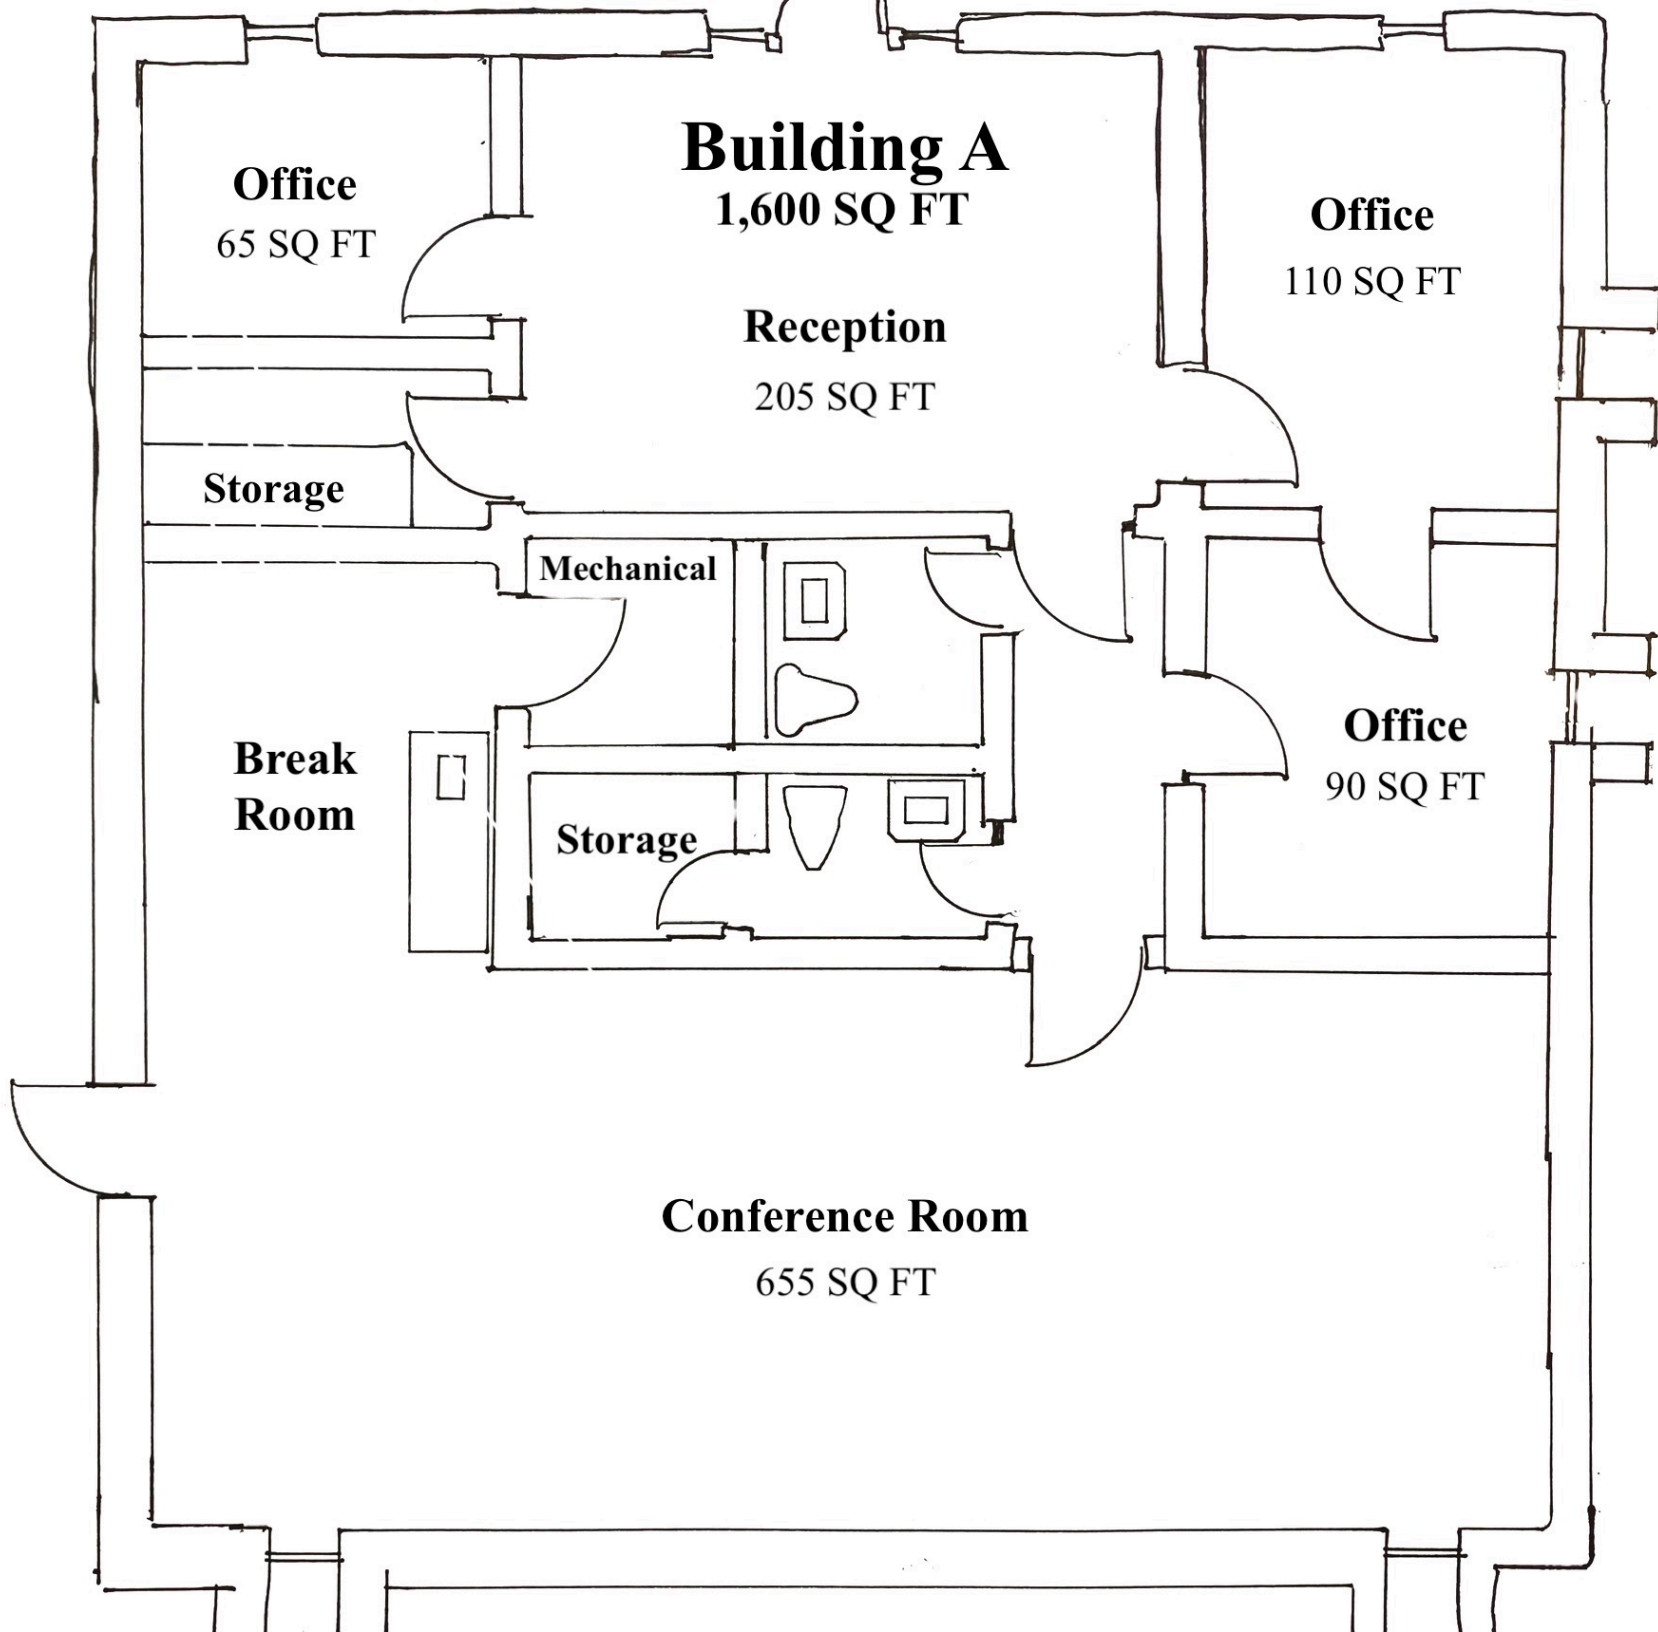 Building A
1,600 SQ FT
Office
65 SQ FT
Office
110 SQ FT
Reception
205 SQ FT
Storage
Mechanical
Break
Room
Storage
Office
90 SQ FT
Conference Room
655 SQ FT